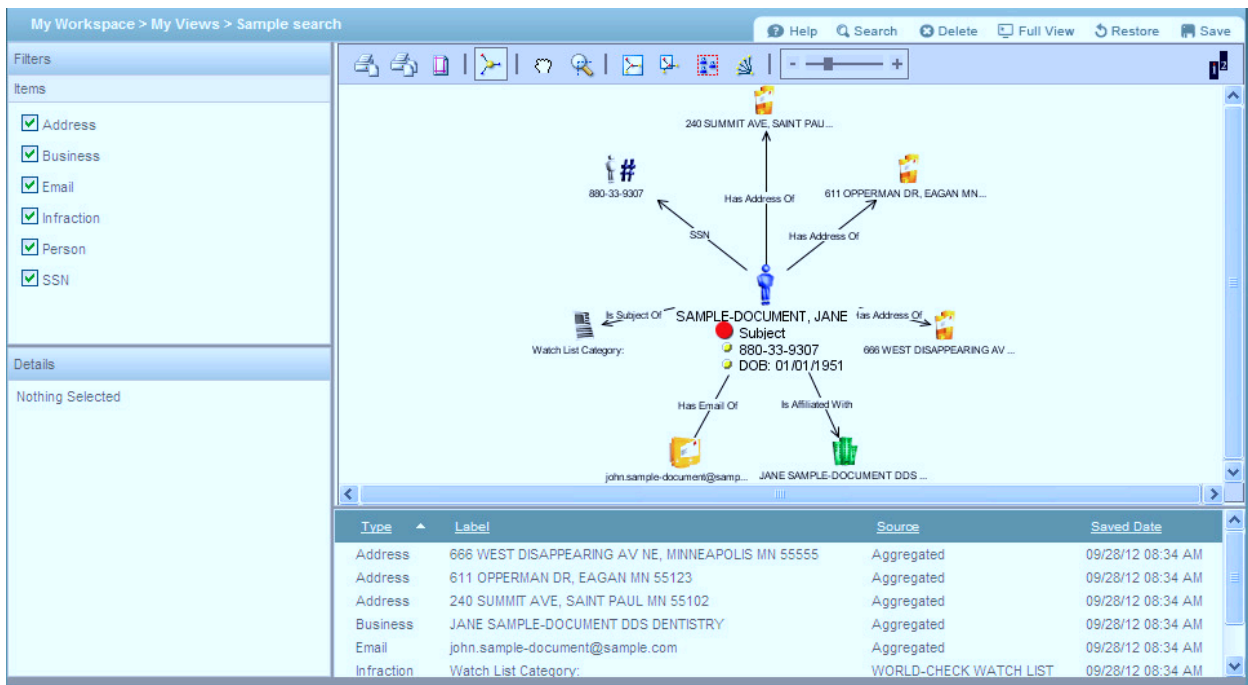 My Workspace > My Views > Sample search
Help Search Delete Full View Restore Save
Filters
Items
Address
Business
Email
Infraction
Person
SSN
Details
Nothing Selected
- +
1 2
240 SUMMIT AVE, SAINT PAU...
#
880-33-9307
Has Address Of
611 OPPERMAN DR, EAGAN MN...
SSN
Has Address Of
Is Subject Of
SAMPLE-DOCUMENT, JANE
Has Address Of
Subject
Watch List Category:
880-33-9307
666 WEST DISAPPEARING AV ...
DOB: 01/01/1951
Has Email Of
Is Affiliated With
john.sample-document@samp...
JANE SAMPLE-DOCUMENT DDS ...
Type Label Source Saved Date
Address 666 WEST DISAPPEARING AV NE, MINNEAPOLIS MN 55555 Aggregated 09/28/12 08:34 AM
Address 611 OPPERMAN DR, EAGAN MN 55123 Aggregated 09/28/12 08:34 AM
Address 240 SUMMIT AVE, SAINT PAUL MN 55102 Aggregated 09/28/12 08:34 AM
Business JANE SAMPLE-DOCUMENT DDS DENTISTRY Aggregated 09/28/12 08:34 AM
Email john.sample-document@sample.com Aggregated 09/28/12 08:34 AM
Infraction Watch List Category: WORLD-CHECK WATCH LIST 09/28/12 08:34 AM